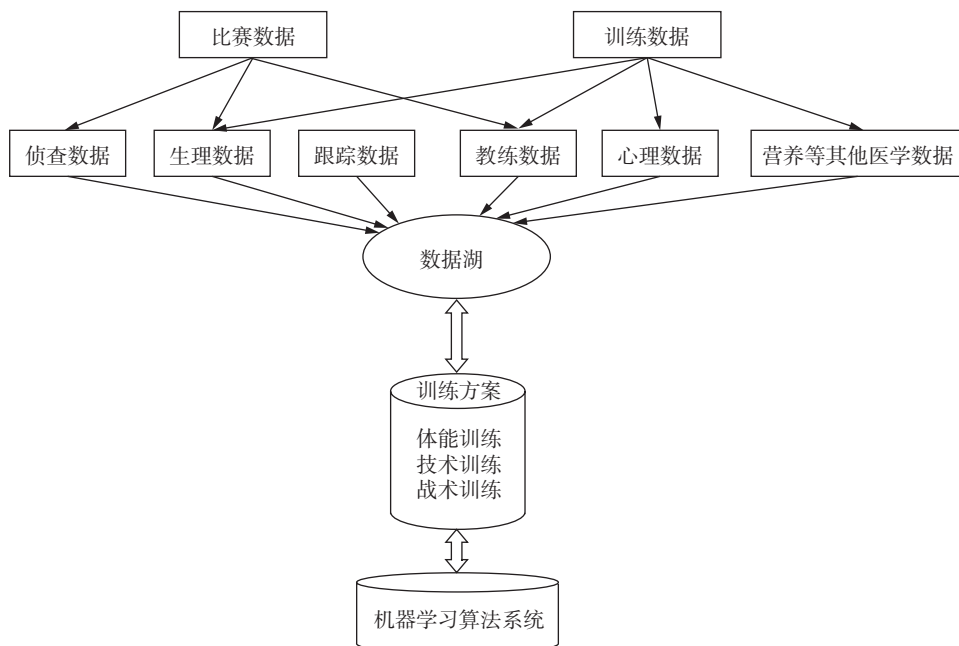 比赛数据
训练数据
侦查数据
生理数据
跟踪数据
教练数据
心理数据
营养等其他医学数据
数据湖
训练方案
体能训练
技术训练
战术训练
机器学习算法系统